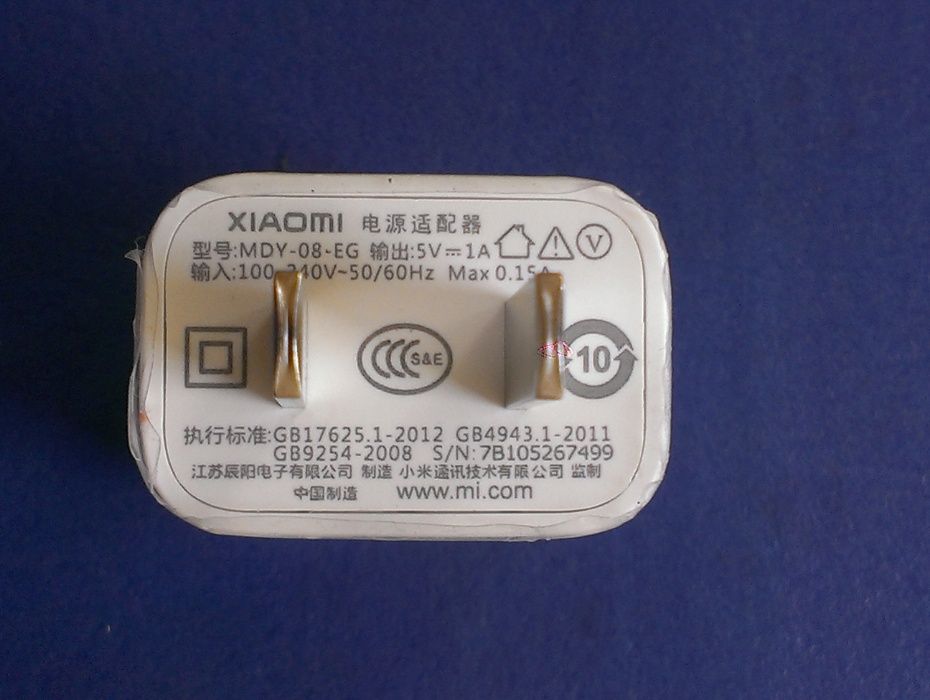 XIAOMI 电源适配器
型号:MDY-08-EG 输出:5V⎓1A
V
输入:100-240V~50/60Hz Max 0.15A
S&E
10
执行标准:GB17625.1-2012 GB4943.1-2011
GB9254-2008 S/N:7B105267499
江苏辰阳电子有限公司 制造 小米通讯技术有限公司 监制
中国制造 www.mi.com